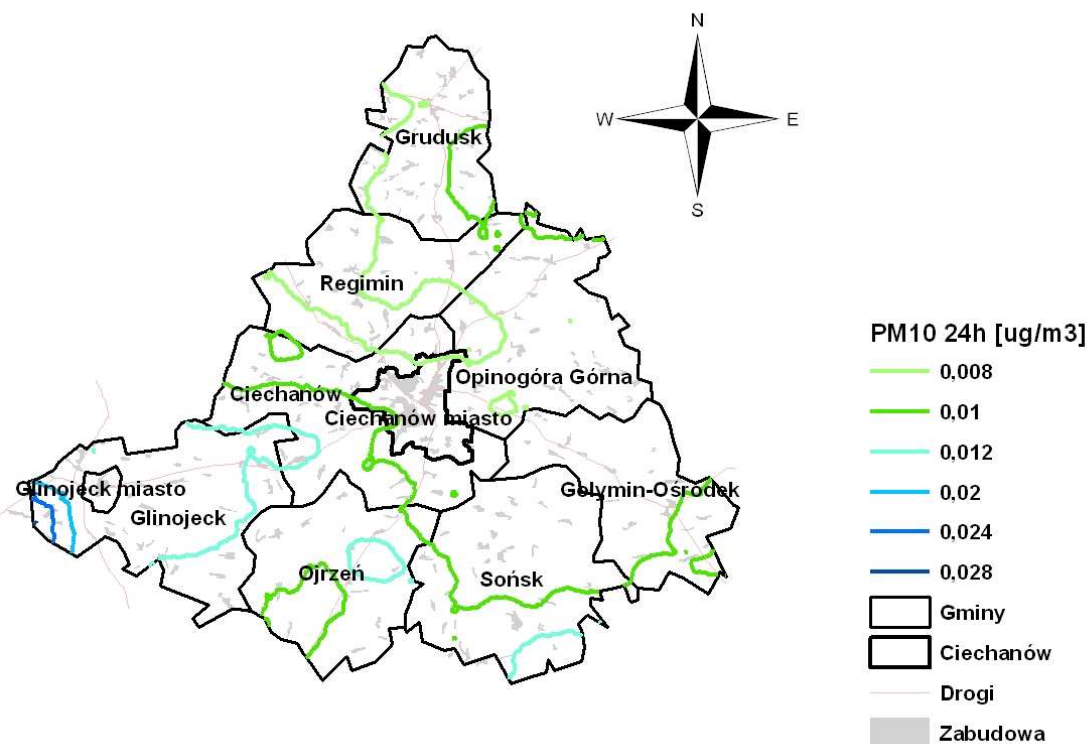 N
W
E
S
Grudusk
Regimin
Opinogóra Górna
Ciechanów
Ciechanów miasto
Glinojeck miasto
Glinojeck
Gołymin-Ośródek
Ojrzeń
Sońsk
PM10 24h [ug/m3]
0,008
0,01
0,012
0,02
0,024
0,028
Gminy
Ciechanów
Drogi
Zabudowa